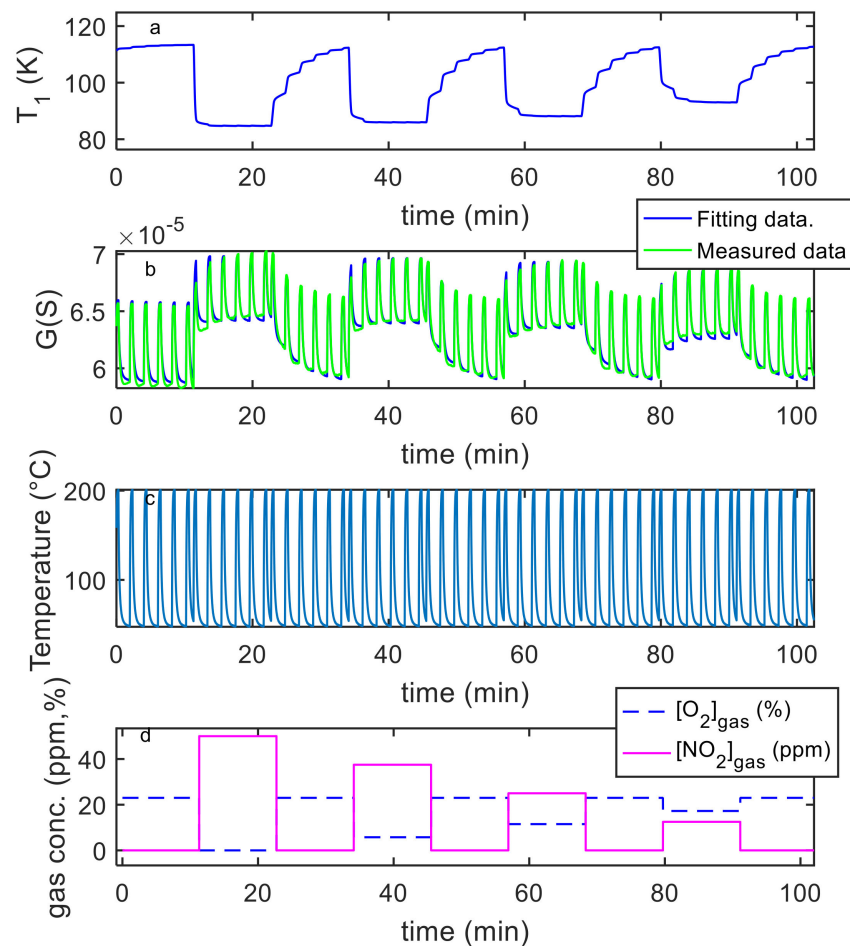 a
T₁ (K)
120
100
80
0 20 40 60 80 100
time (min)
Fitting data.
Measured data
×10⁻⁵
b
G(S)
7
6.5
6
0 20 40 60 80 100
time (min)
c
Temperature (°C)
200
100
0 20 40 60 80 100
time (min)
[O₂]gas (%)
[NO₂]gas (ppm)
d
gas conc. (ppm,%)
40
20
0
0 20 40 60 80 100
time (min)